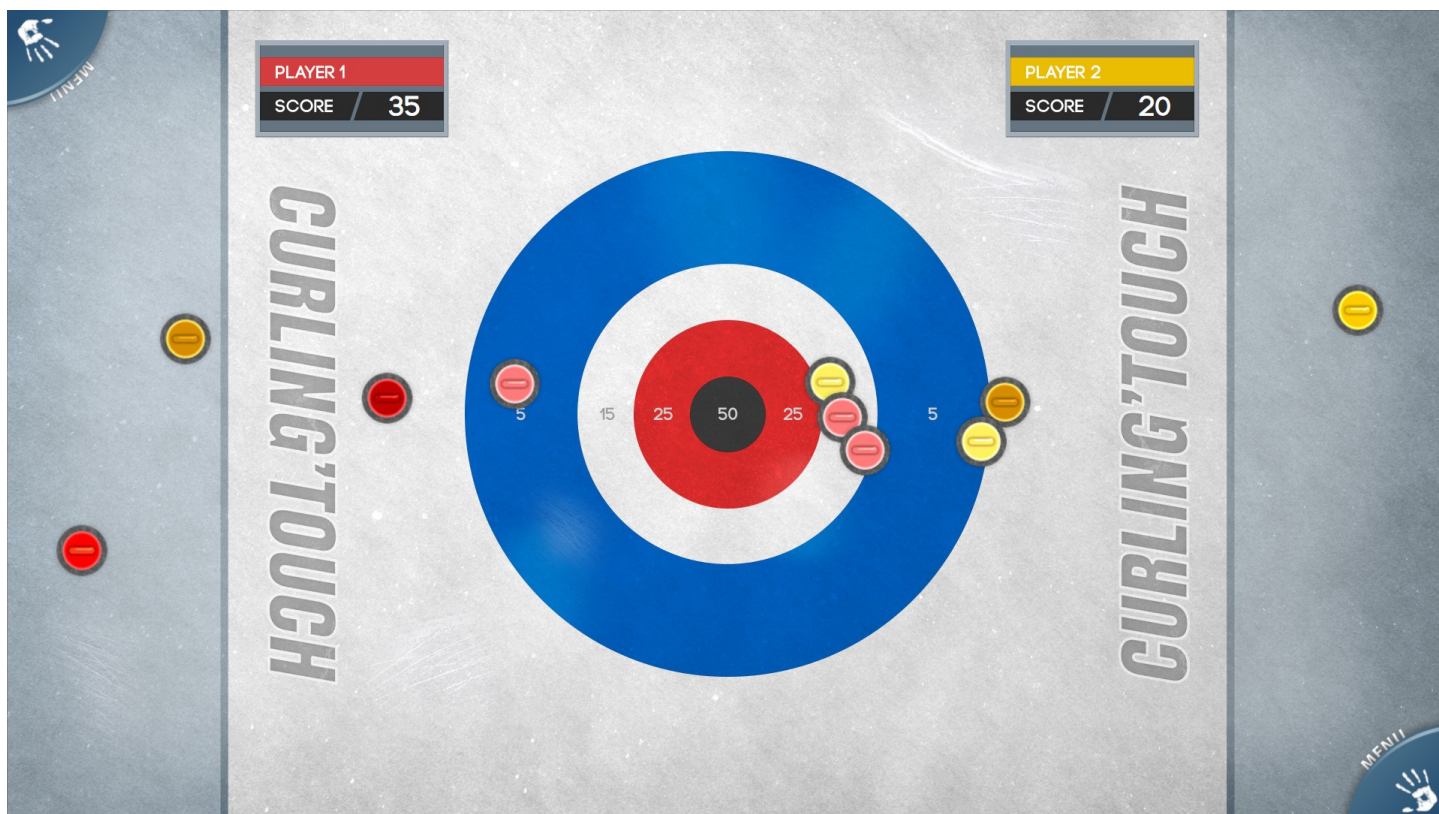 MENU
PLAYER 1
SCORE / 35
PLAYER 2
SCORE / 20
CURLING'TOUCH
5 15 25 50 25 5
CURLING'TOUCH
MENU